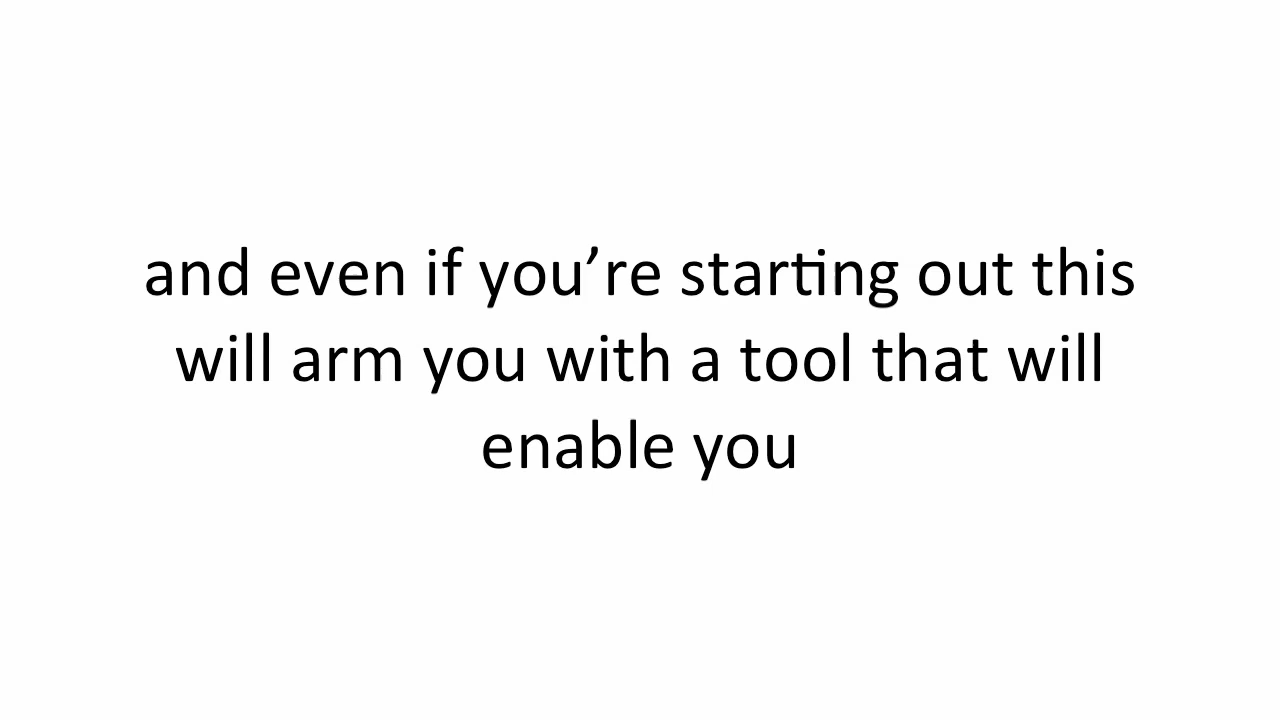 and even if you’re starting out this
will arm you with a tool that will
enable you